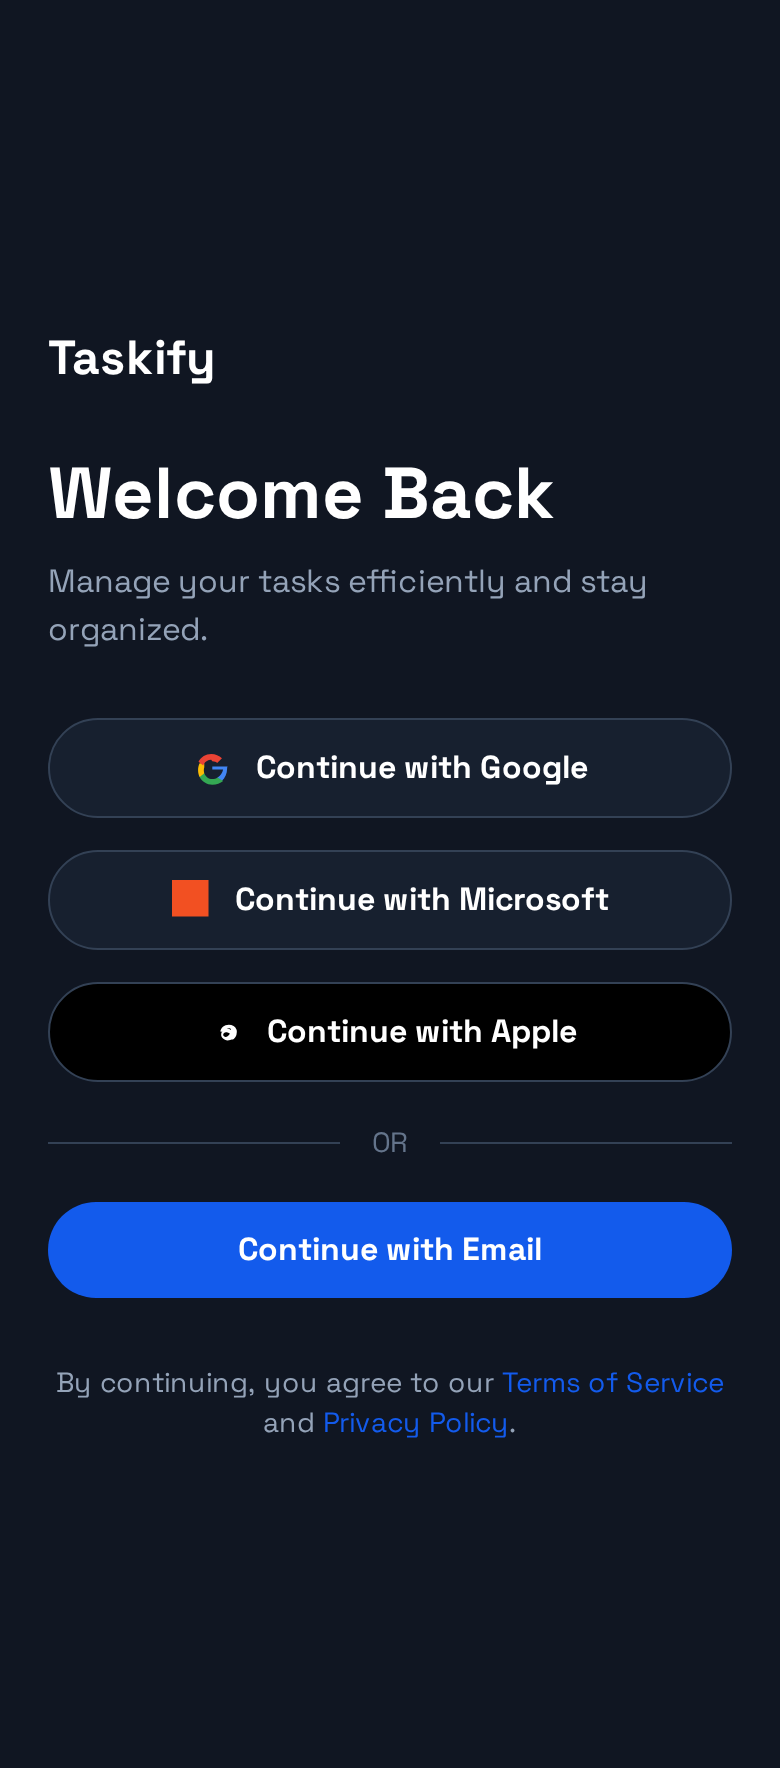 Taskify
Welcome Back
Manage your tasks efficiently and stay
organized.
Continue with Google
Continue with Microsoft
Continue with Apple
OR
Continue with Email
By continuing, you agree to our Terms of Service
and Privacy Policy.